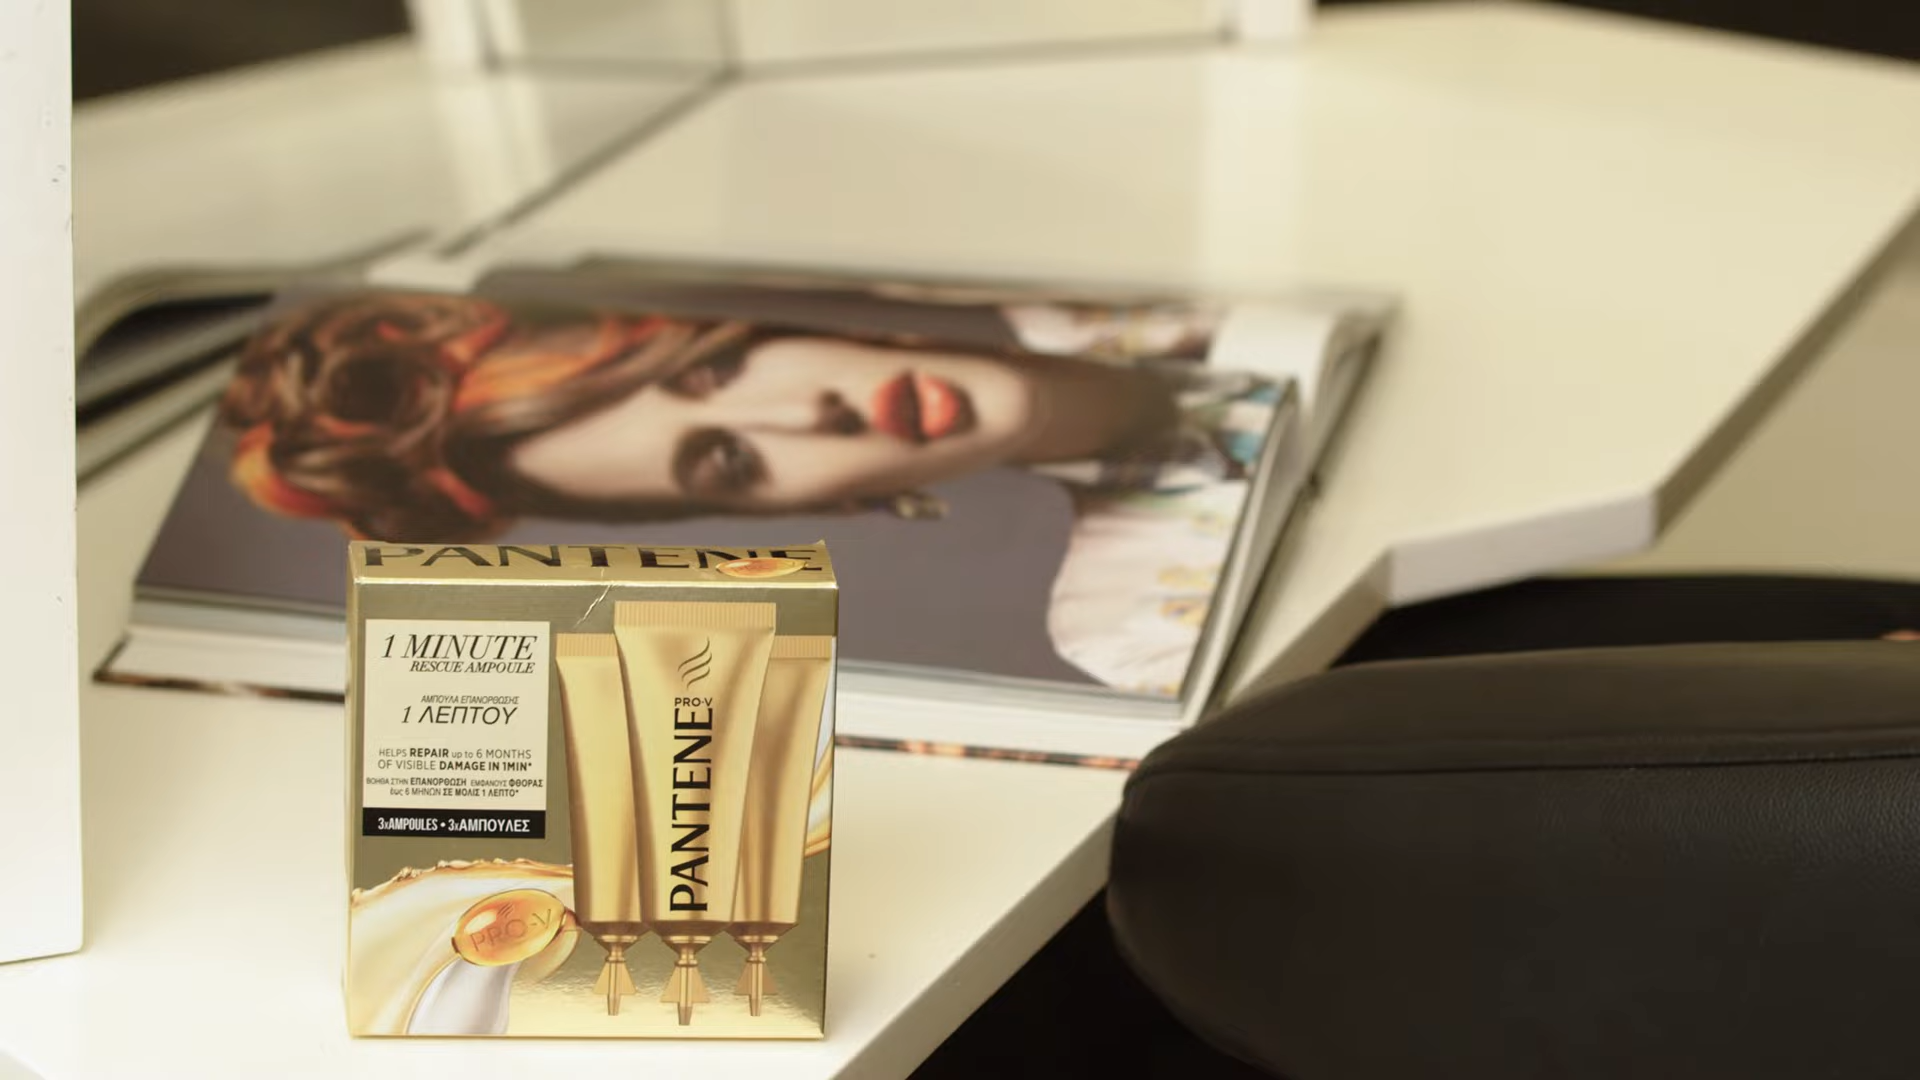 PANTENE
1 MINUTE
RESCUE AMPOULE
ΑΜΠΟΥΛΑ ΕΠΑΝΟΡΘΩΣΗΣ
1 ΛΕΠΤΟΥ
HELPS REPAIR up to 6 MONTHS
OF VISIBLE DAMAGE IN 1MIN*
ΒΟΗΘΑ ΣΤΗΝ ΕΠΑΝΟΡΘΩΣΗ ΕΜΦΑΝΟΥΣ ΦΘΟΡΑΣ
έως 6 ΜΗΝΩΝ ΣΕ ΜΟΛΙΣ 1 ΛΕΠΤΟ*
3xAMPOULES • 3xΑΜΠΟΥΛΕΣ
PRO-V
PANTENE
PRO-V